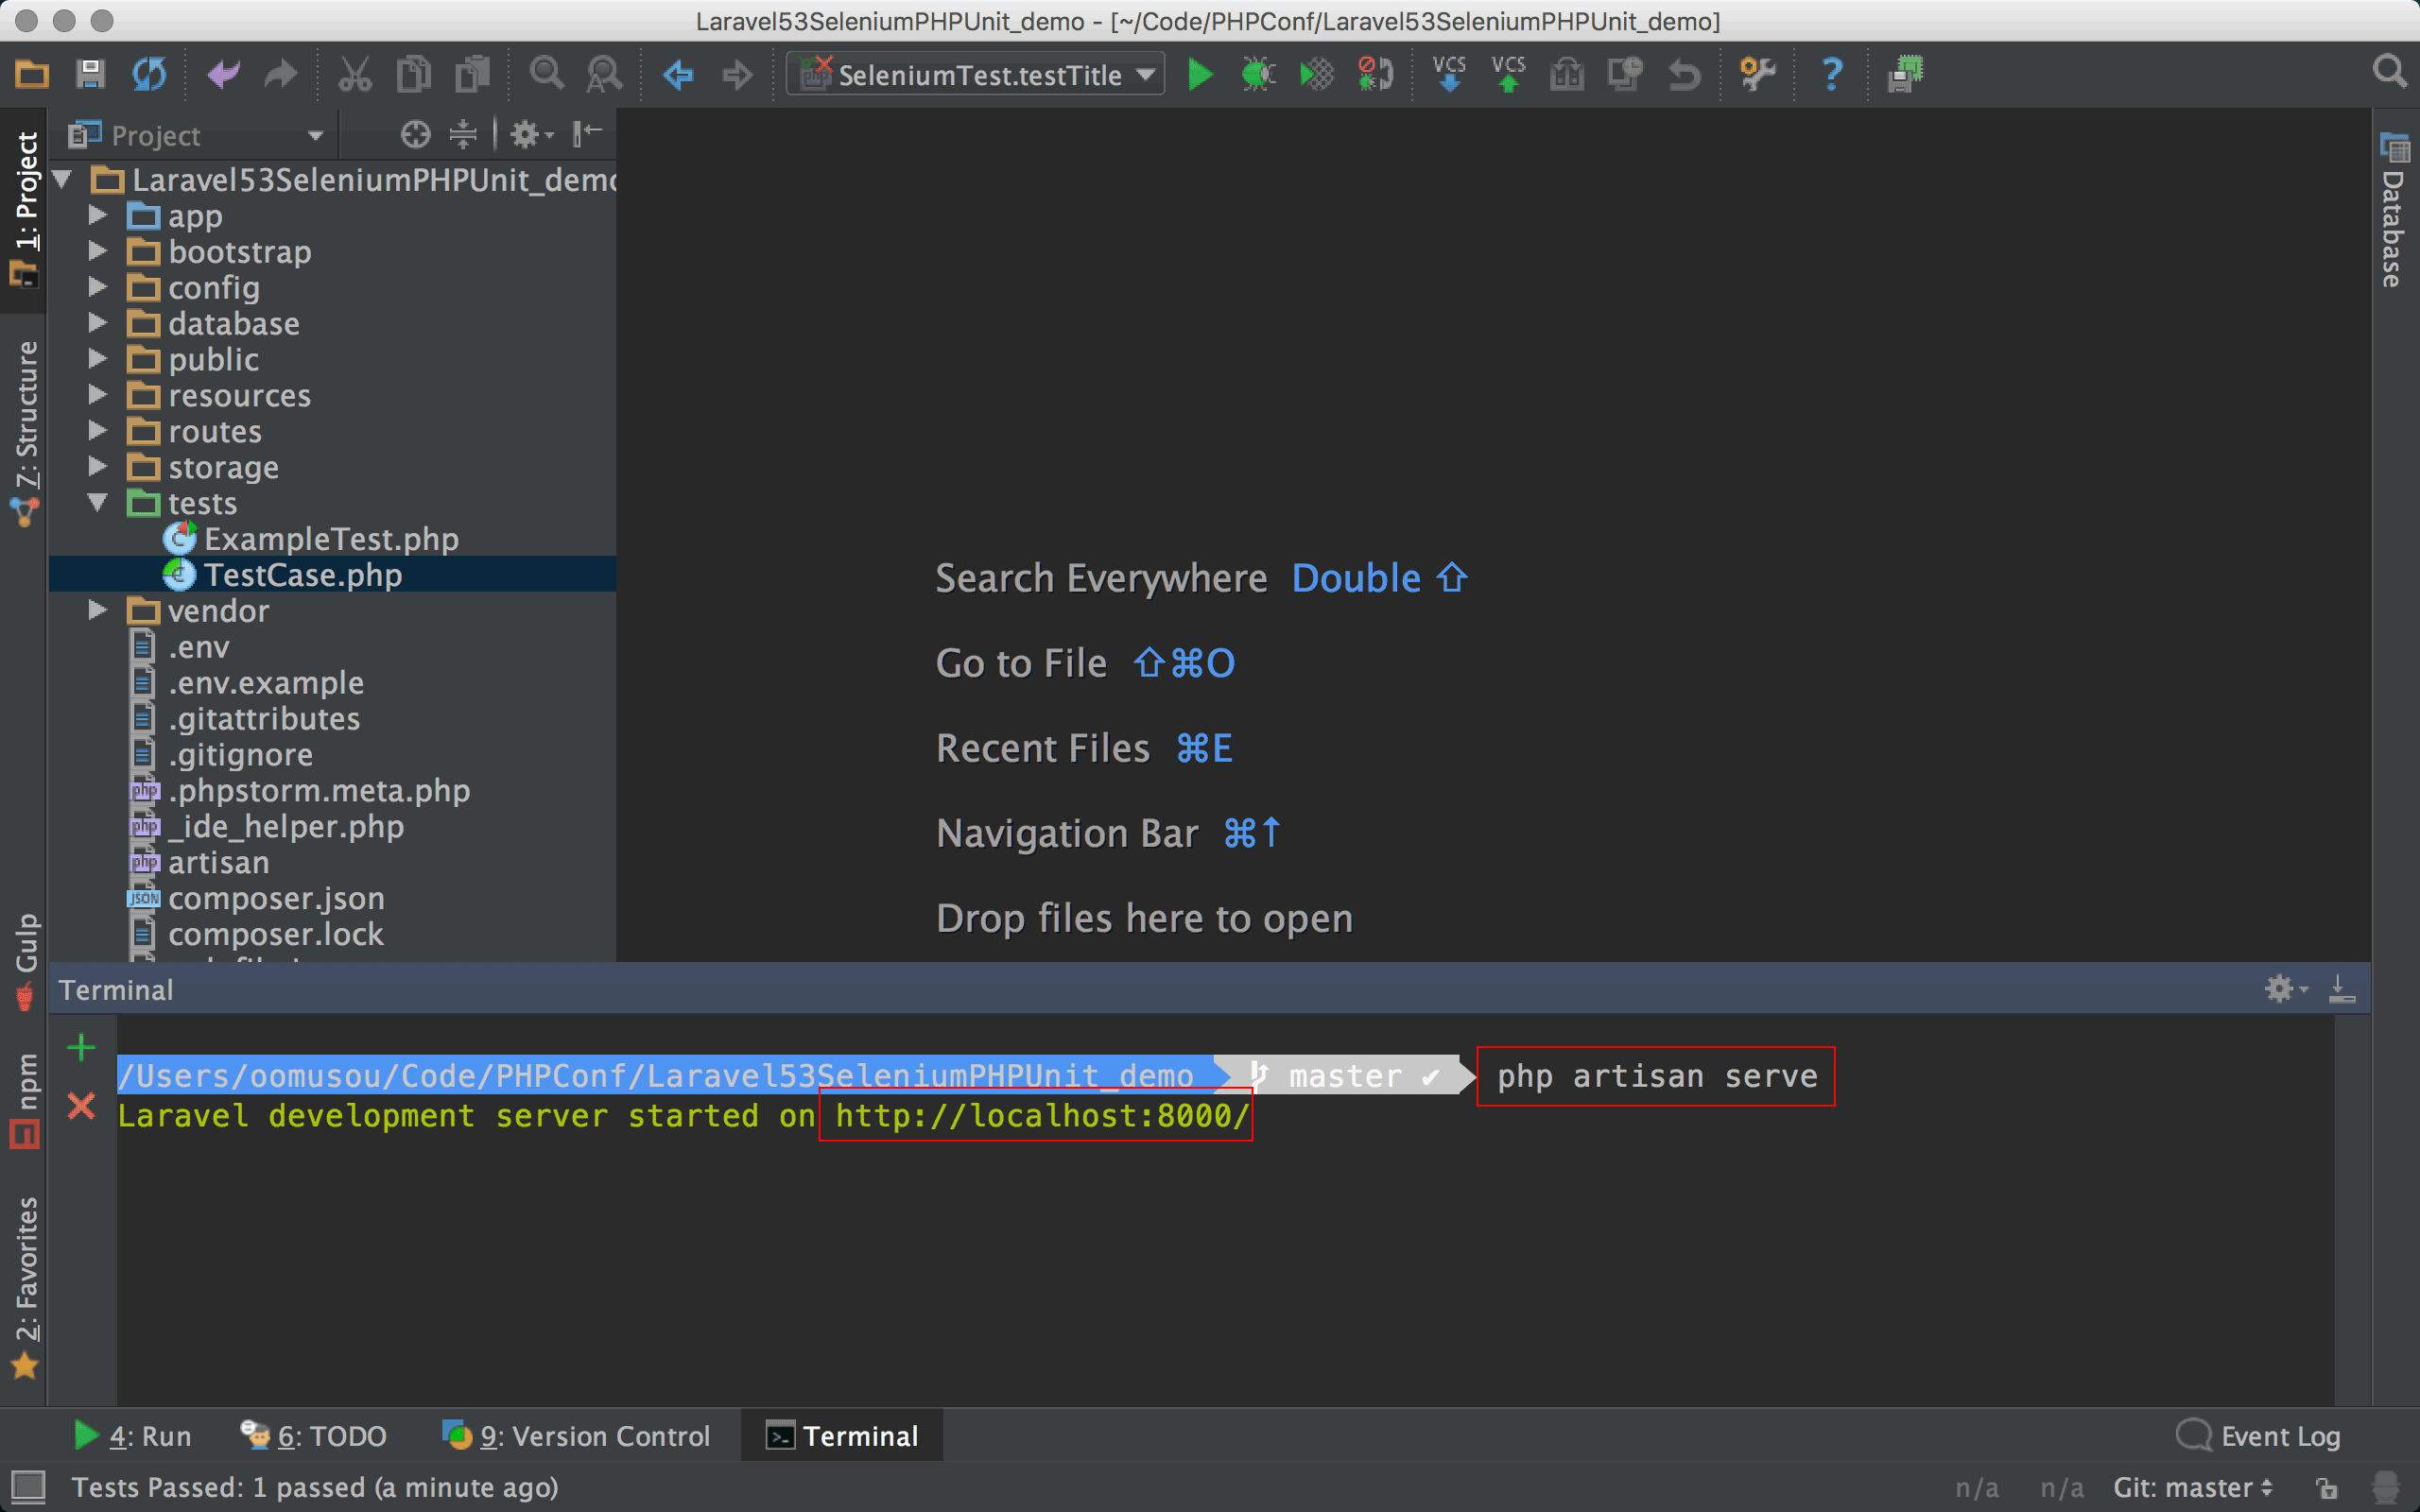 Laravel53SeleniumPHPUnit_demo - [~/Code/PHPConf/Laravel53SeleniumPHPUnit_demo]
SeleniumTest.testTitle
VCS
VCS
Project
1: Project
7: Structure
Gulp
npm
2: Favorites
Database
Laravel53SeleniumPHPUnit_demo
app
bootstrap
config
database
public
resources
routes
storage
tests
ExampleTest.php
TestCase.php
vendor
.env
.env.example
.gitattributes
.gitignore
.phpstorm.meta.php
_ide_helper.php
artisan
composer.json
composer.lock
Search Everywhere Double ⇧
Go to File ⇧⌘O
Recent Files ⌘E
Navigation Bar ⌘↑
Drop files here to open
Terminal
/Users/oomusou/Code/PHPConf/Laravel53SeleniumPHPUnit_demo master ✔ php artisan serve
Laravel development server started on http://localhost:8000/
4: Run
6: TODO
9: Version Control
Terminal
Event Log
Tests Passed: 1 passed (a minute ago)
n/a
n/a
Git: master